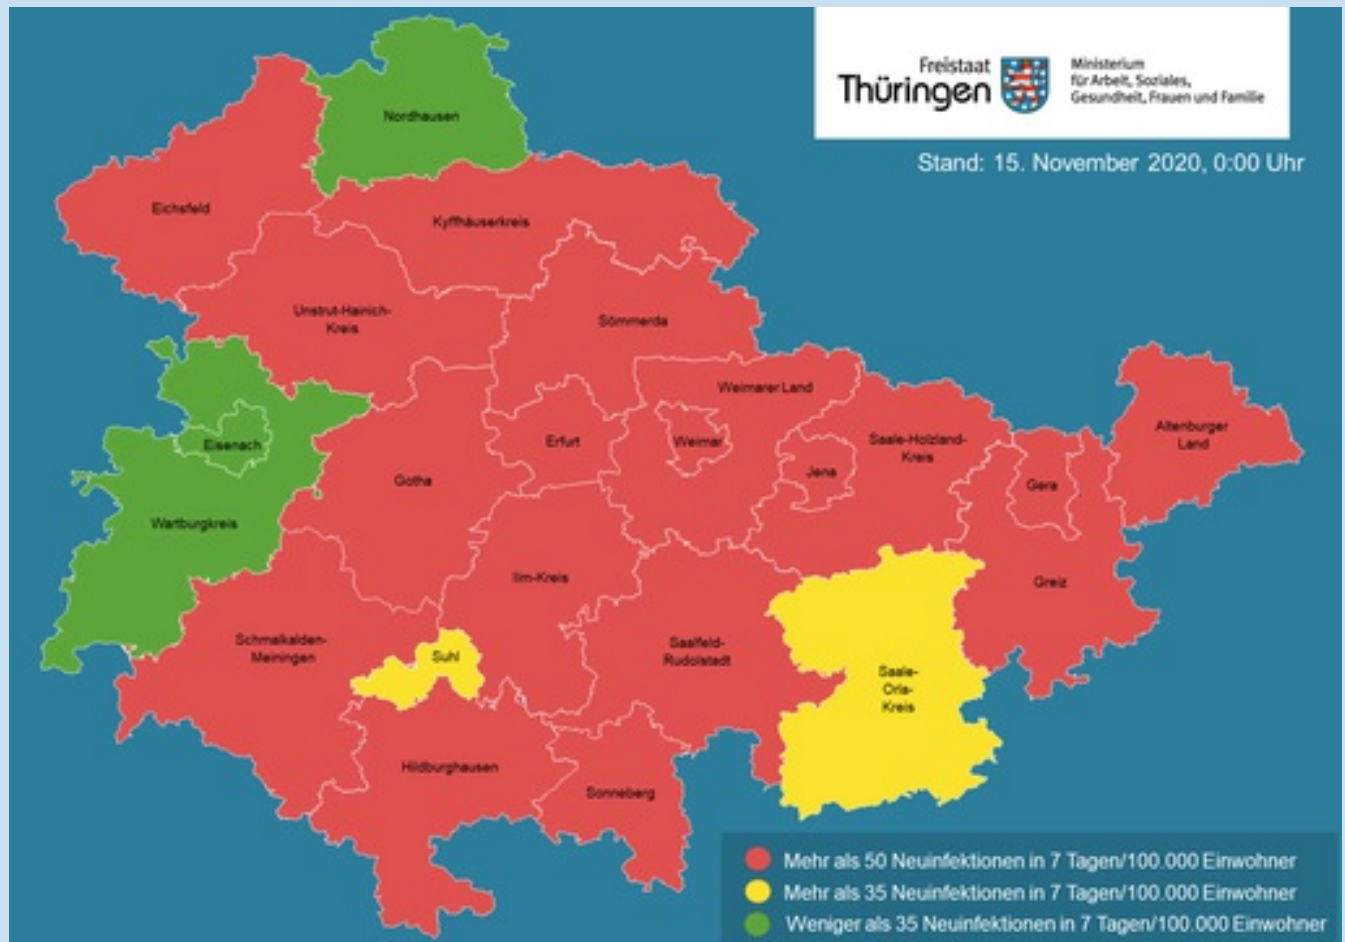 Freistaat
Thüringen
Ministerium
für Arbeit, Soziales,
Gesundheit, Frauen und Familie
Stand: 15. November 2020, 0:00 Uhr
Nordhausen
Eichsfeld
Kyffhäuserkreis
Unstrut-Hainich-
Kreis
Sömmerda
Weimarer Land
Altenburger
Land
Eisenach
Erfurt
Weimar
Saale-Holzland-
Kreis
Jena
Gera
Gotha
Wartburgkreis
Ilm-Kreis
Greiz
Schmalkalden-
Meiningen
Suhl
Saalfeld-
Rudolstadt
Saale-
Orla-
Kreis
Hildburghausen
Sonneberg
Mehr als 50 Neuinfektionen in 7 Tagen/100.000 Einwohner
Mehr als 35 Neuinfektionen in 7 Tagen/100.000 Einwohner
Weniger als 35 Neuinfektionen in 7 Tagen/100.000 Einwohner